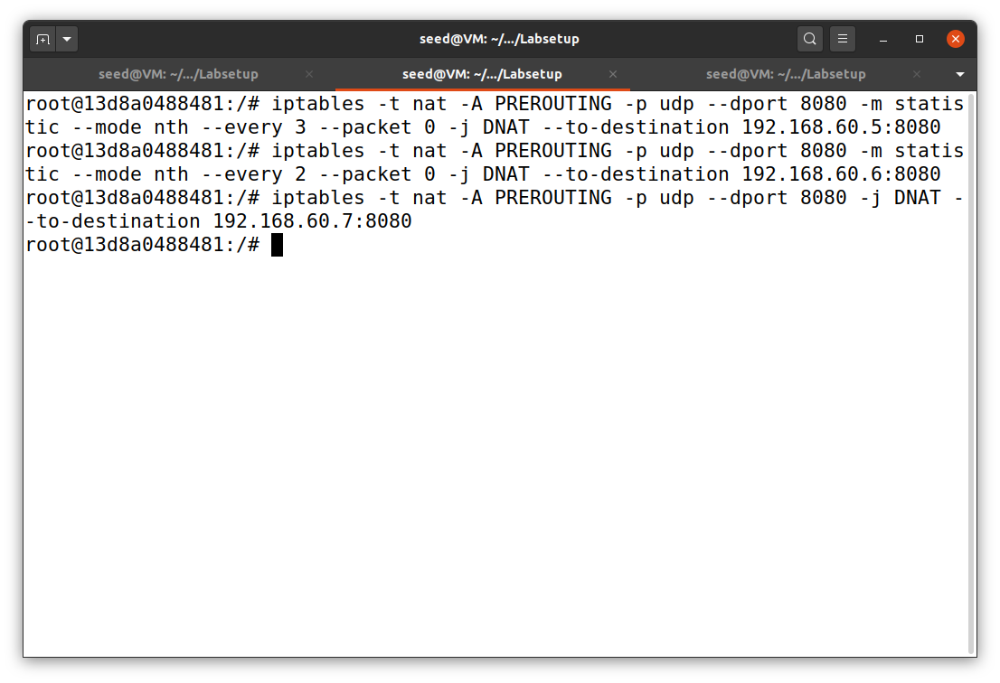 seed@VM: ~/.../Labsetup
seed@VM: ~/.../Labsetup
seed@VM: ~/.../Labsetup
seed@VM: ~/.../Labsetup
root@13d8a0488481:/# iptables -t nat -A PREROUTING -p udp --dport 8080 -m statis
tic --mode nth --every 3 --packet 0 -j DNAT --to-destination 192.168.60.5:8080
root@13d8a0488481:/# iptables -t nat -A PREROUTING -p udp --dport 8080 -m statis
tic --mode nth --every 2 --packet 0 -j DNAT --to-destination 192.168.60.6:8080
root@13d8a0488481:/# iptables -t nat -A PREROUTING -p udp --dport 8080 -j DNAT -
-to-destination 192.168.60.7:8080
root@13d8a0488481:/#